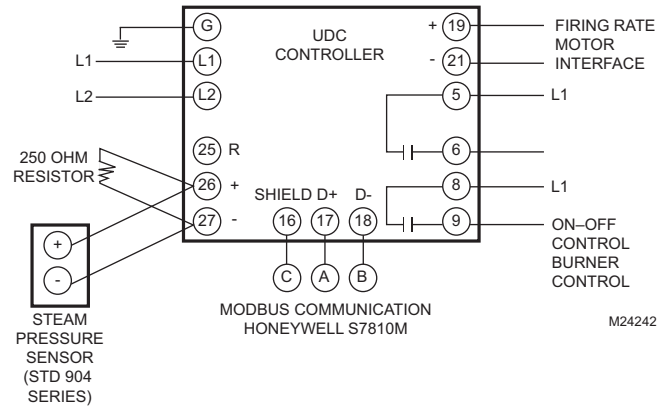 G
UDC
CONTROLLER
+ 19
FIRING RATE
MOTOR
INTERFACE
L1
L1
- 21
L2
L2
5
L1
25 R
6
250 OHM
RESISTOR
26 +
SHIELD D+ D-
8
L1
27 -
16 17 18
9
ON–OFF
CONTROL
BURNER
CONTROL
+
-
C A B
MODBUS COMMUNICATION
HONEYWELL S7810M
STEAM
PRESSURE
SENSOR
(STD 904
SERIES)
M24242